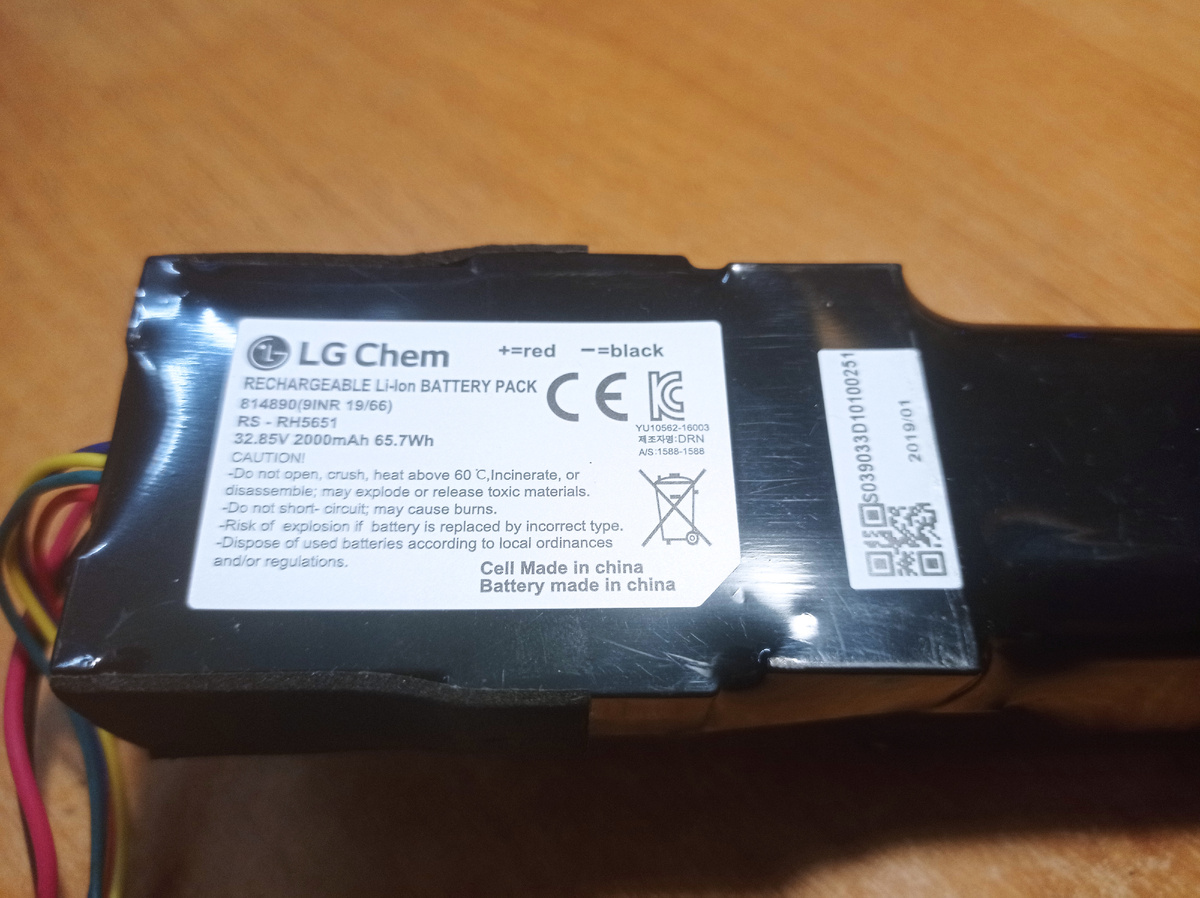 LG Chem
+=red −=black
RECHARGEABLE Li-Ion BATTERY PACK
814890(9INR 19/66)
RS - RH5651
32.85V 2000mAh 65.7Wh
CE
YU10562-16003
제조자명:DRN
A/S:1588-1588
CAUTION!
-Do not open, crush, heat above 60 ℃,Incinerate, or
disassemble; may explode or release toxic materials.
-Do not short- circuit; may cause burns.
-Risk of explosion if battery is replaced by incorrect type.
-Dispose of used batteries according to local ordinances
and/or regulations.
Cell Made in china
Battery made in china
S039033D10100251
2019/01